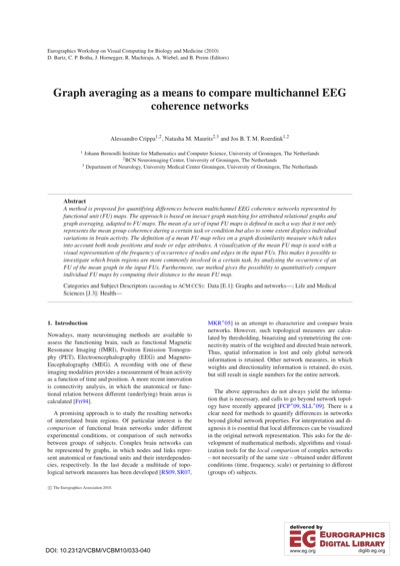 Eurographics Workshop on Visual Computing for Biology and Medicine (2010)
D. Bartz, C. P. Botha, J. Hornegger, R. Machiraju, A. Wiebel, and B. Preim (Editors)
Graph averaging as a means to compare multichannel EEG
coherence networks
Alessandro Crippa1,2, Natasha M. Maurits2,3 and Jos B. T. M. Roerdink1,2
1 Johann Bernoulli Institute for Mathematics and Computer Science, University of Groningen, The Netherlands
2BCN Neuroimaging Center, University of Groningen, The Netherlands
3 Department of Neurology, University Medical Center Groningen, University of Groningen, The Netherlands
Abstract
A method is proposed for quantifying differences between multichannel EEG coherence networks represented by
functional unit (FU) maps. The approach is based on inexact graph matching for attributed relational graphs and
graph averaging, adapted to FU maps. The mean of a set of input FU maps is defined in such a way that it not only
represents the mean group coherence during a certain task or condition but also to some extent displays individual
variations in brain activity. The definition of a mean FU map relies on a graph dissimilarity measure which takes
into account both node positions and node or edge attributes. A visualization of the mean FU map is used with a
visual representation of the frequency of occurrence of nodes and edges in the input FUs. This makes it possible to
investigate which brain regions are more commonly involved in a certain task, by analysing the occurrence of an
FU of the mean graph in the input FUs. Furthermore, our method gives the possibility to quantitatively compare
individual FU maps by computing their distance to the mean FU map.
Categories and Subject Descriptors (according to ACM CCS): Data [E.1]: Graphs and networks—; Life and Medical
Sciences [J.3]: Health—
1. Introduction
Nowadays, many neuroimaging modalities are available to
assess the functioning brain, such as functional Magnetic
Resonance Imaging (fMRI), Positron Emission Tomogra-
phy (PET), Electroencephalography (EEG) and Magneto-
Encephalography (MEG). A recording with one of these
imaging modalities provides a measurement of brain activity
as a function of time and position. A more recent innovation
is connectivity analysis, in which the anatomical or func-
tional relation between different (underlying) brain areas is
calculated [Fri94].
A promising approach is to study the resulting networks
of interrelated brain regions. Of particular interest is the
comparison of functional brain networks under different
experimental conditions, or comparison of such networks
between groups of subjects. Complex brain networks can
be represented by graphs, in which nodes and links repre-
sent anatomical or functional units and their interdependen-
cies, respectively. In the last decade a multitude of topo-
logical network measures has been developed [RS09, SR07,
MKR*05] in an attempt to characterize and compare brain
networks. However, such topological measures are calcu-
lated by thresholding, binarizing and symmetrizing the con-
nectivity matrix of the weighted and directed brain network.
Thus, spatial information is lost and only global network
information is retained. Other network measures, in which
weights and directionality information is retained, do exist,
but still result in single numbers for the entire network.
The above approaches do not always yield the informa-
tion that is necessary, and calls to go beyond network topol-
ogy have recently appeared [FCP*09, SLL*09]. There is a
clear need for methods to quantify differences in networks
beyond global network properties. For interpretation and di-
agnosis it is essential that local differences can be visualized
in the original network representation. This asks for the de-
velopment of mathematical methods, algorithms and visual-
ization tools for the local comparison of complex networks
– not necessarily of the same size – obtained under different
conditions (time, frequency, scale) or pertaining to different
(groups of) subjects.
© The Eurographics Association 2010.
DOI: 10.2312/VCBM/VCBM10/033-040
delivered by
EG EUROGRAPHICS
DIGITAL LIBRARY
www.eg.org diglib.eg.org